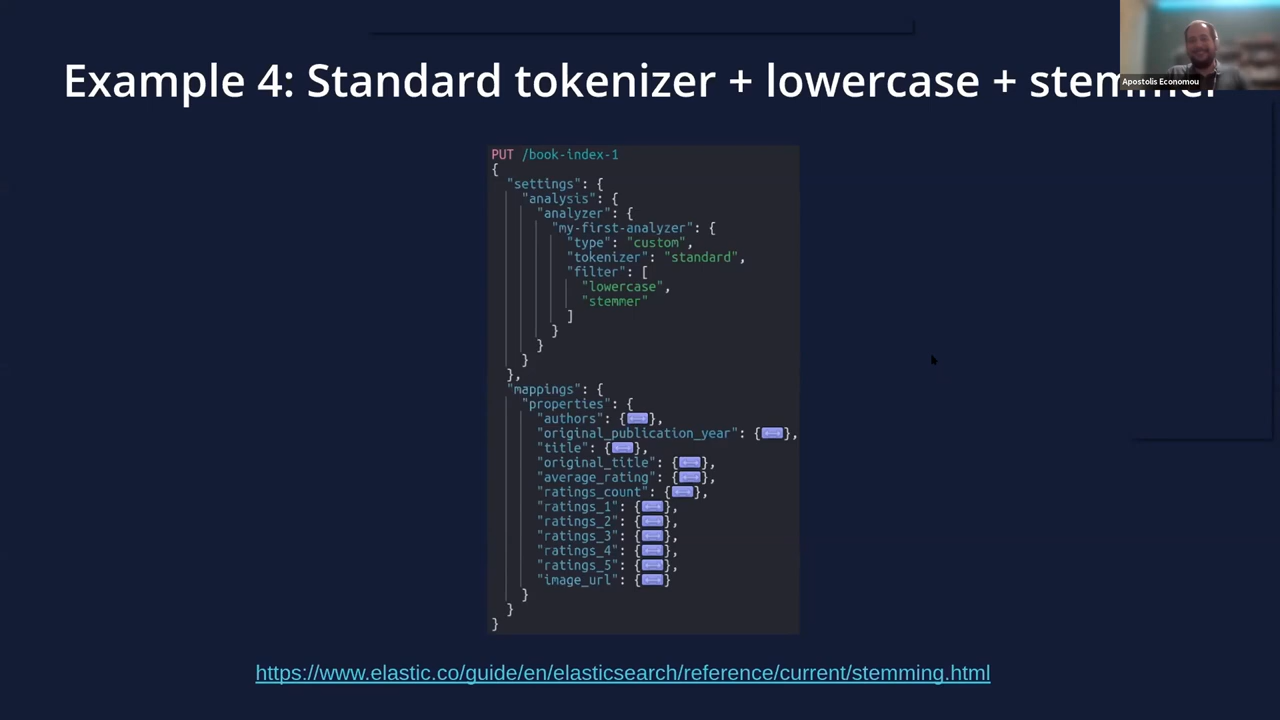 Example 4: Standard tokenizer + lowercase + stemmer
Apostolis Economou
PUT /book-index-1
{
"settings": {
"analysis": {
"analyzer": {
"my-first-analyzer": {
"type": "custom",
"tokenizer": "standard",
"filter": [
"lowercase",
"stemmer"
]
}
}
}
},
"mappings": {
"properties": {
"authors": {},
"original_publication_year": {},
"title": {},
"original_title": {},
"average_rating": {},
"ratings_count": {},
"ratings_1": {},
"ratings_2": {},
"ratings_3": {},
"ratings_4": {},
"ratings_5": {},
"image_url": {}
}
}
}
https://www.elastic.co/guide/en/elasticsearch/reference/current/stemming.html